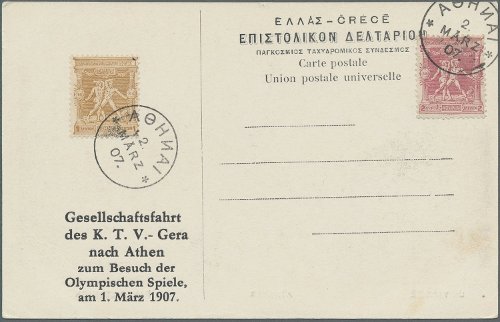 ΕΛΛΑΣ-GRÈCE
ΕΠΙΣΤΟΛΙΚΟΝ ΔΕΛΤΑΡΙΟΝ
ΠΑΓΚΟΣΜΙΟΣ ΤΑΧΥΔΡΟΜΙΚΟΣ ΣΥΝΔΕΣΜΟΣ
Carte postale
Union postale universelle
* ΑΘΗΝΑΙ *
2
MÄRZ
07.
* ΑΘΗΝΑΙ *
12.
MÄRZ
07.
Gesellschaftsfahrt
des K. T. V.- Gera
nach Athen
zum Besuch der
Olympischen Spiele,
am 1. März 1907.